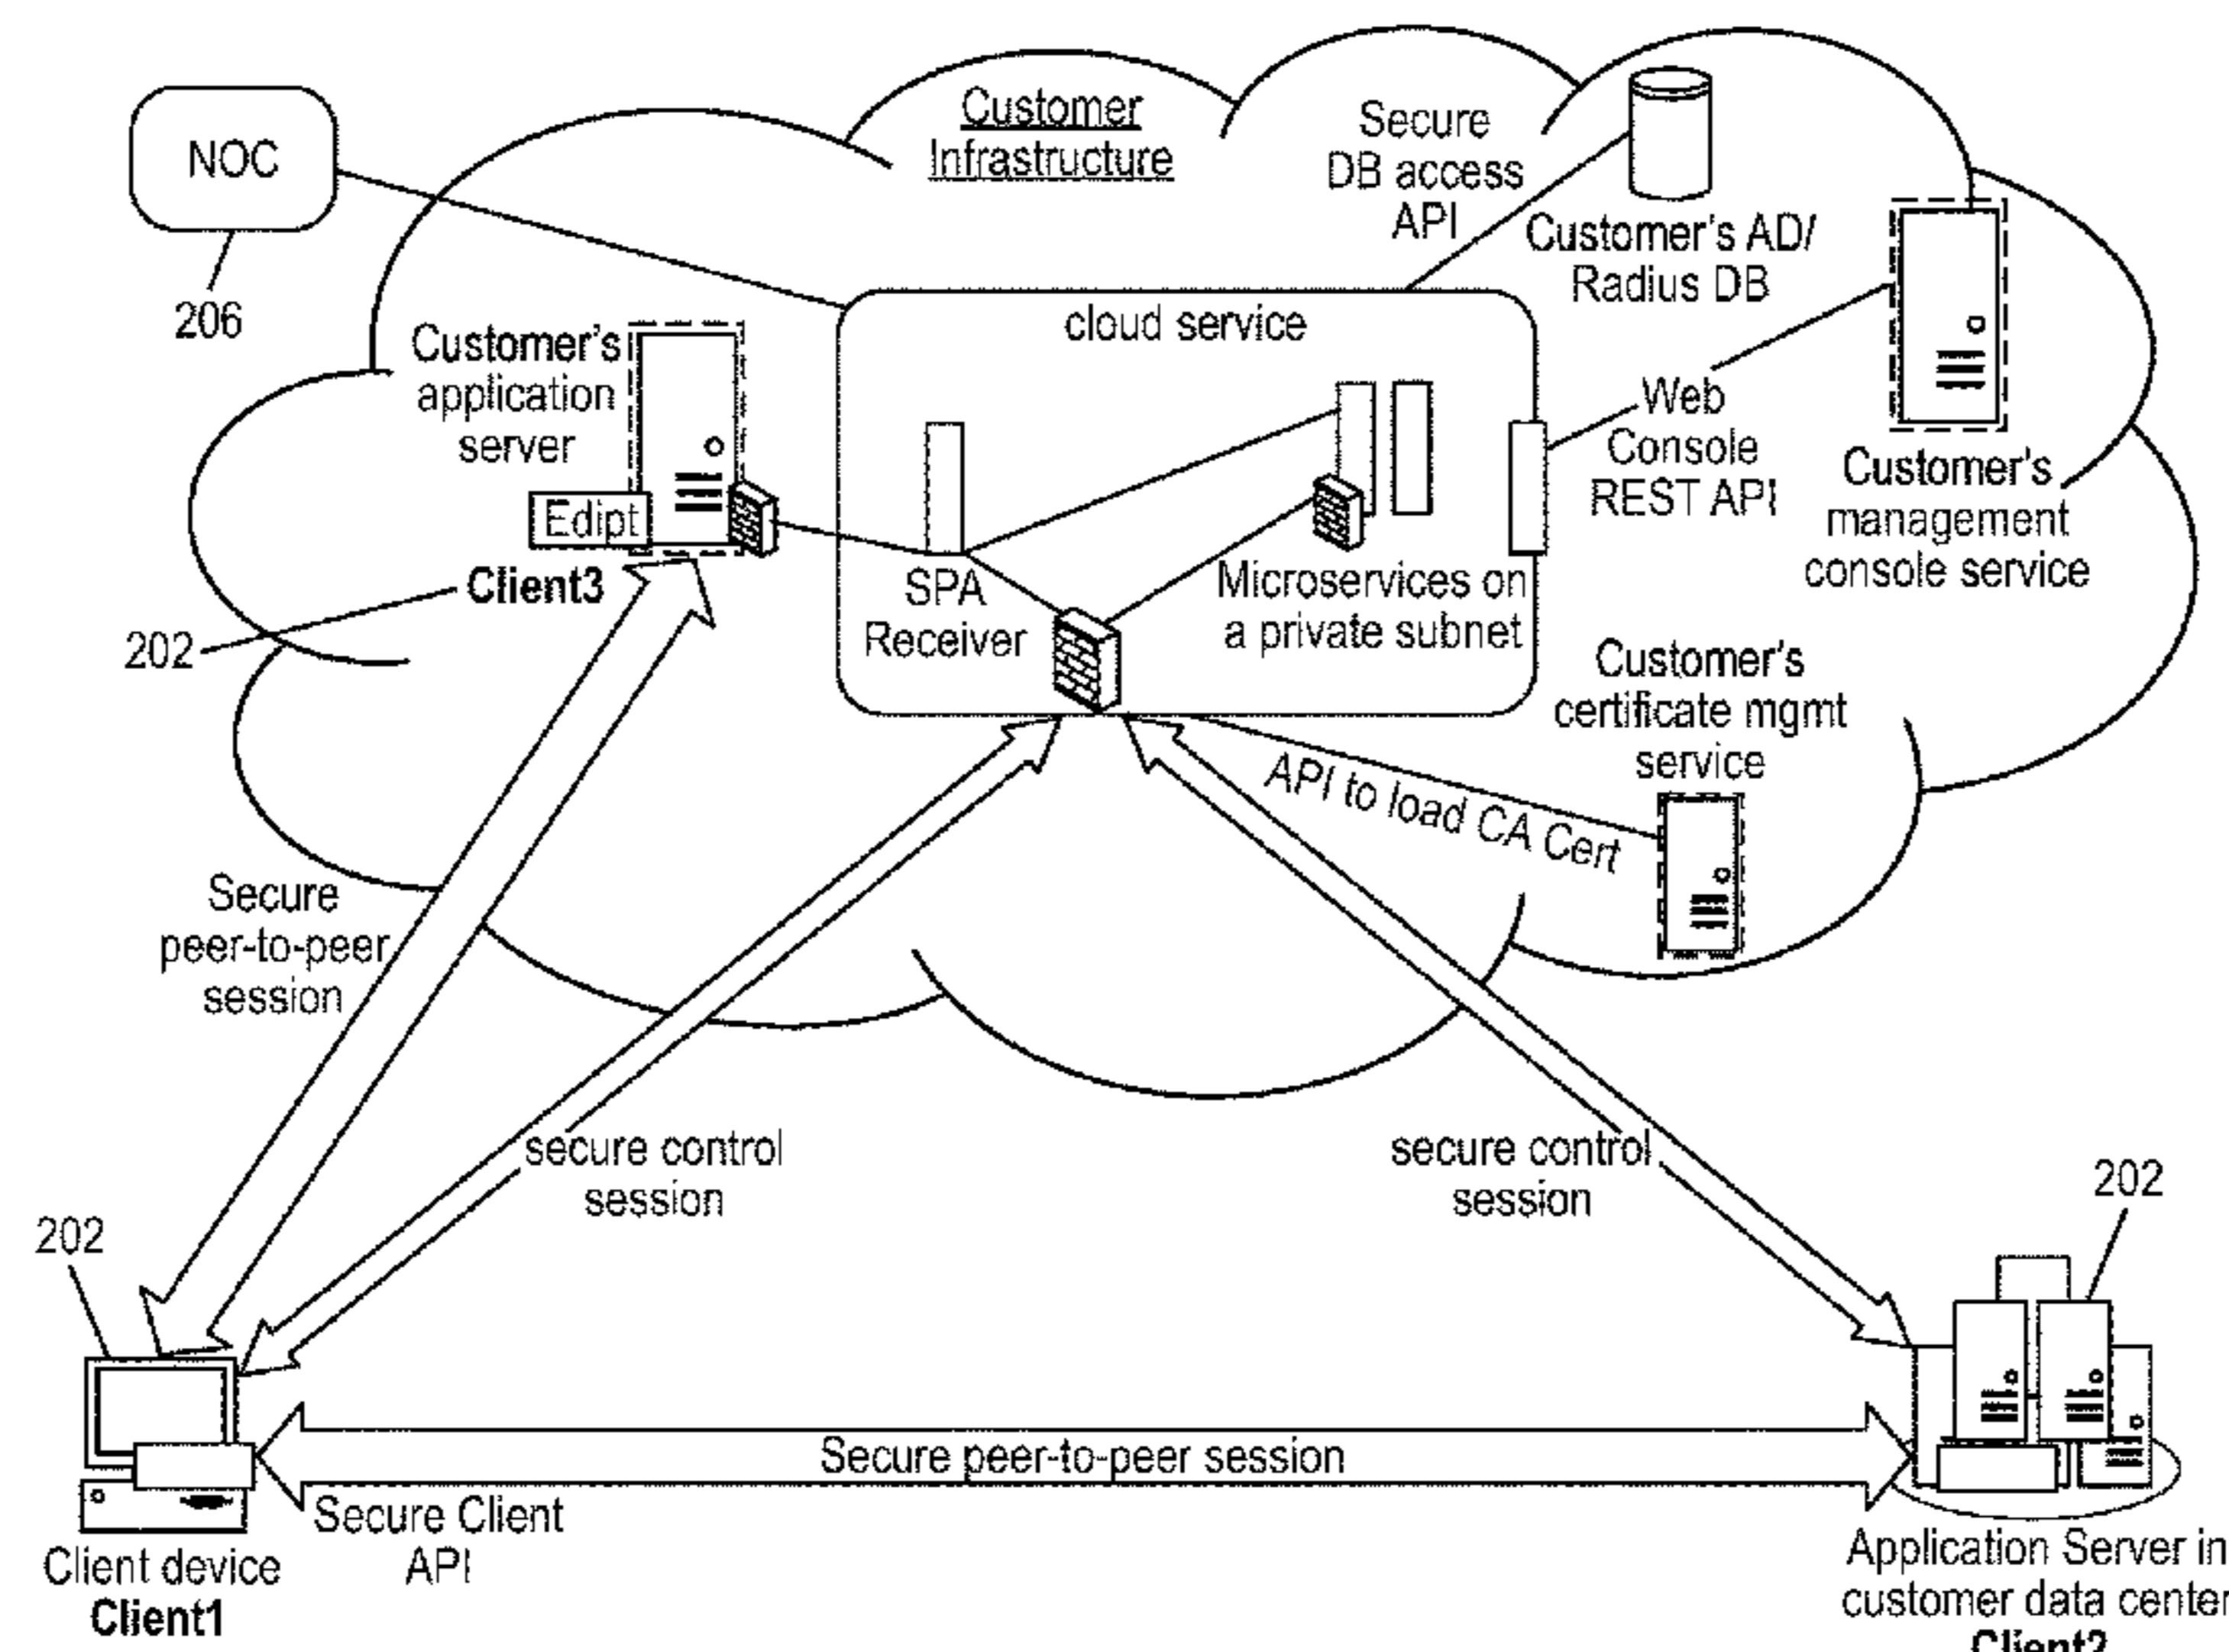 NOC
206
Customer
Infrastructure
Secure
DB access
API
Customer's AD/
Radius DB
cloud service
Customer's
application
server
Edipt
Client3
202
SPA
Receiver
Microservices on
a private subnet
Web
Console
REST API
Customer's
management
console service
Customer's
certificate mgmt
service
API to load CA Cert
Secure
peer-to-peer
session
secure control
session
secure control
session
202
202
Secure peer-to-peer session
Secure Client
API
Client device
Client1
Application Server in
customer data center
Client2